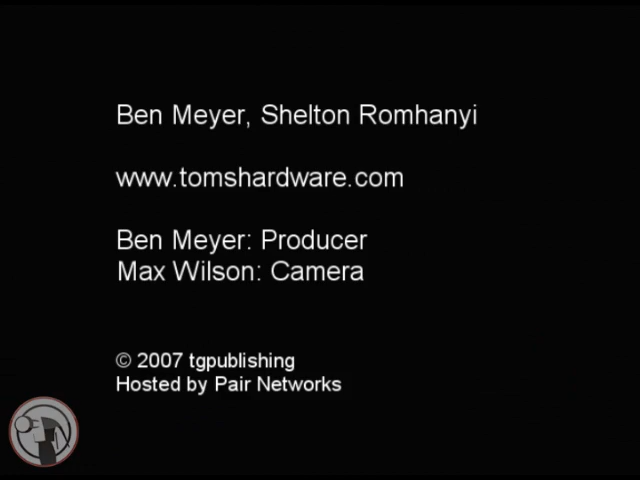 Ben Meyer, Shelton Romhanyi
www.tomshardware.com
Ben Meyer: Producer
Max Wilson: Camera
© 2007 tgpublishing
Hosted by Pair Networks